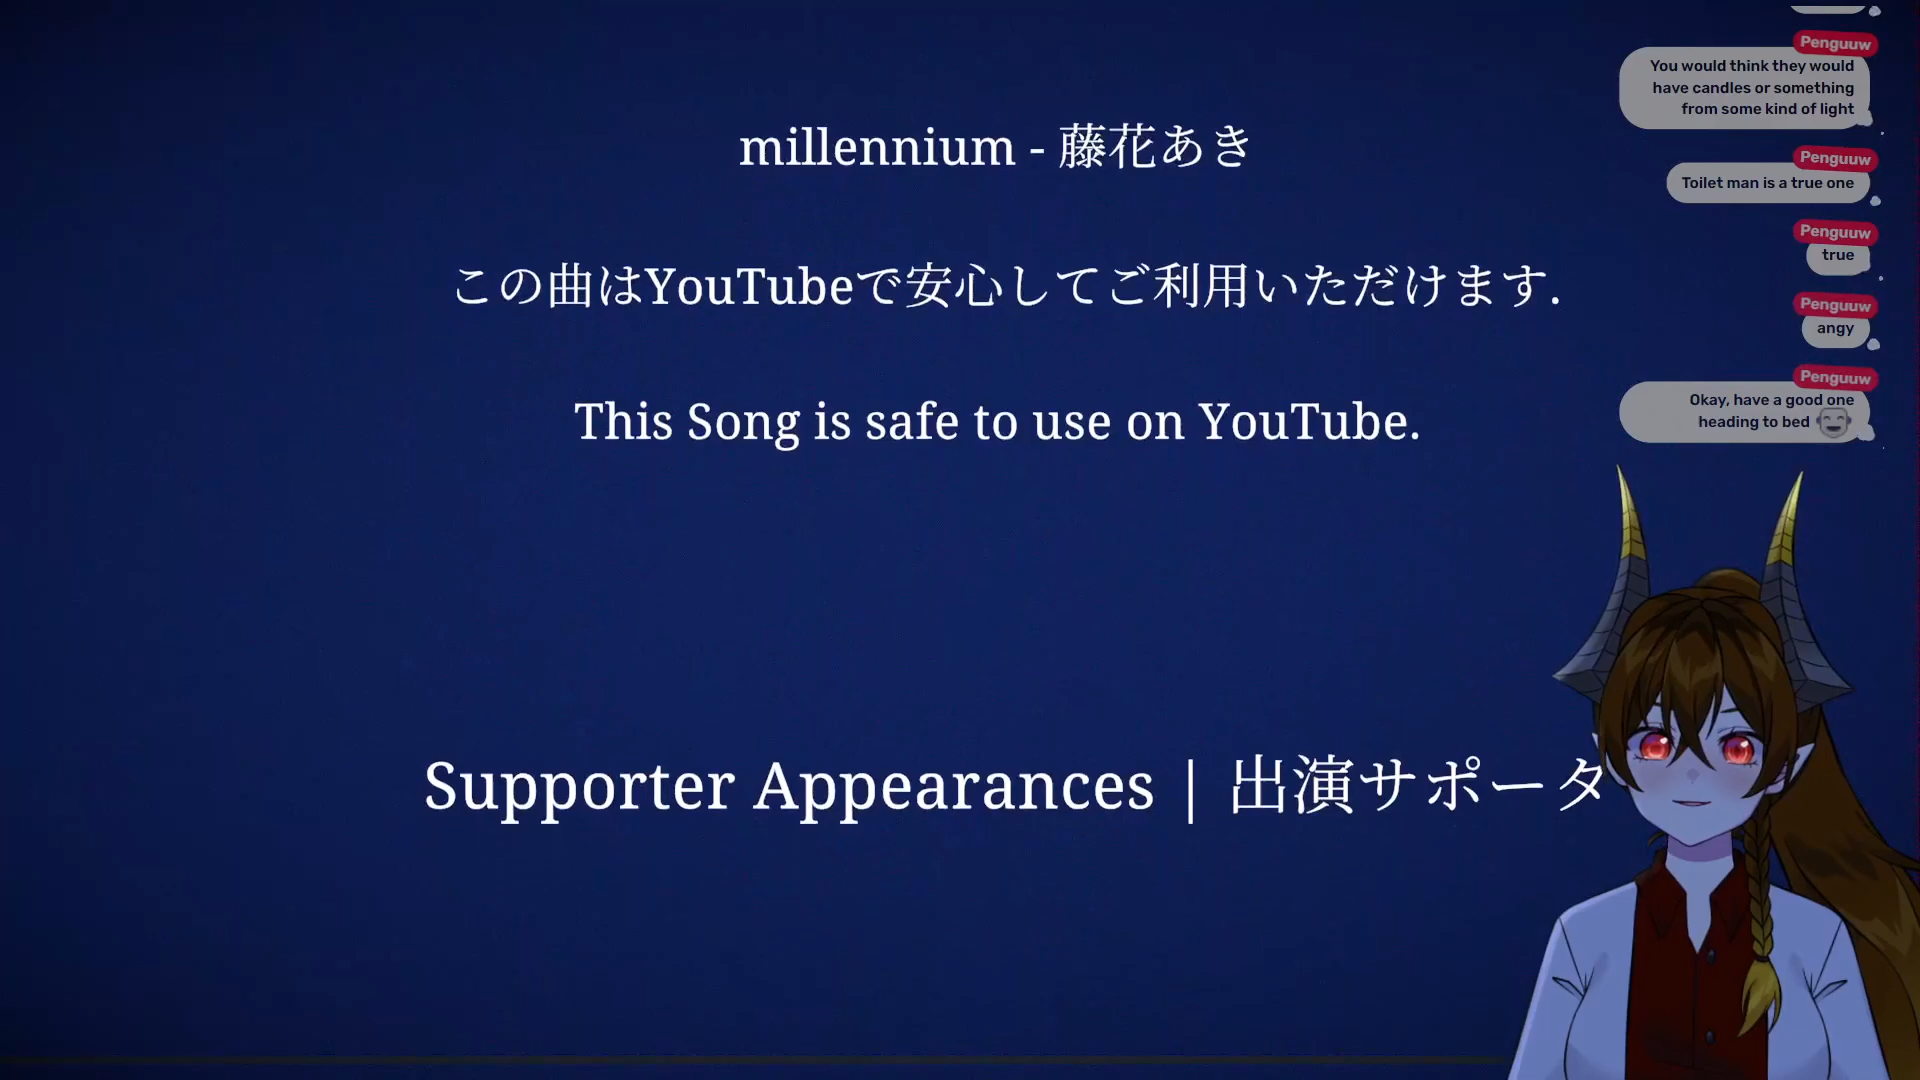 millennium - 藤花あき
この曲はYouTubeで安心してご利用いただけます.
This Song is safe to use on YouTube.
Supporter Appearances | 出演サポータ
Penguuw
You would think they would
have candles or something
from some kind of light
Penguuw
Toilet man is a true one
Penguuw
true
Penguuw
angy
Penguuw
Okay, have a good one
heading to bed